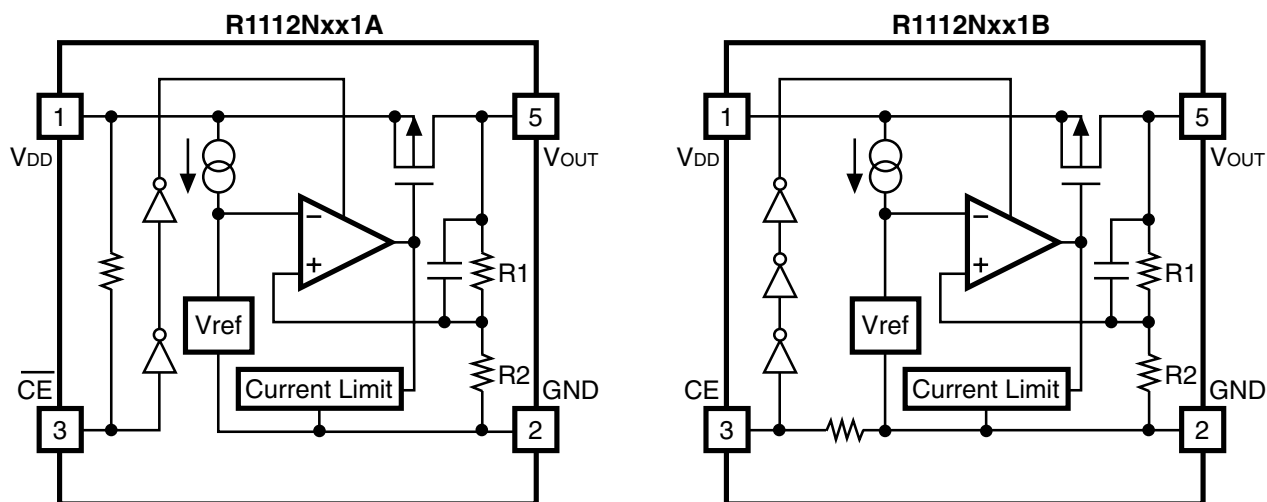 R1112Nxx1A
1
5
VDD
VOUT
−
+
R1
Vref
R2
Current Limit
C̅E̅
GND
3
2
R1112Nxx1B
1
5
VDD
VOUT
−
+
R1
Vref
R2
Current Limit
CE
GND
3
2